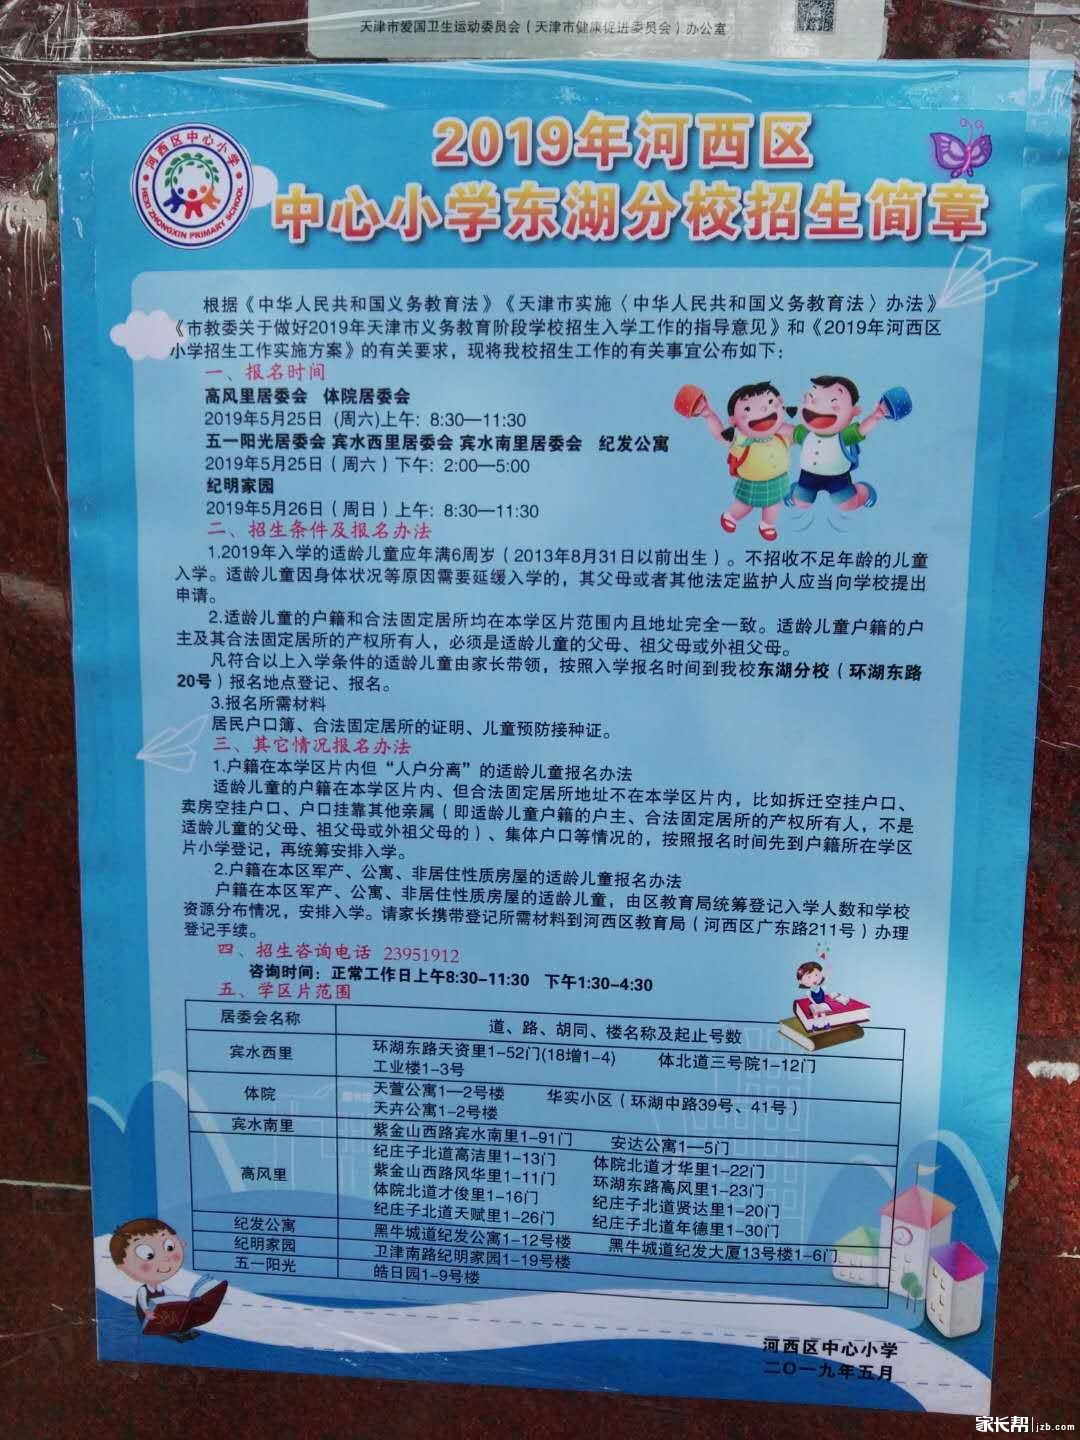 天津市爱国卫生运动委员会（天津市健康促进委员会）办公室
河西区中心小学
HEXI ZHONGXIN PRIMARY SCHOOL
2019年河西区
中心小学东湖分校招生简章
根据《中华人民共和国义务教育法》《天津市实施〈中华人民共和国义务教育法〉办法》
《市教委关于做好2019年天津市义务教育阶段学校招生入学工作的指导意见》和《2019年河西区
小学招生工作实施方案》的有关要求，现将我校招生工作的有关事宜公布如下：
一、报名时间
高风里居委会 体院居委会
2019年5月25日 (周六)上午：8:30—11:30
五一阳光居委会 宾水西里居委会 宾水南里居委会 纪发公寓
2019年5月25日（周六）下午：2:00—5:00
纪明家园
2019年5月26日（周日）上午：8:30—11:30
二、招生条件及报名办法
1.2019年入学的适龄儿童应年满6周岁（2013年8月31日以前出生）。不招收不足年龄的儿童
入学。适龄儿童因身体状况等原因需要延缓入学的，其父母或者其他法定监护人应当向学校提出
申请。
2.适龄儿童的户籍和合法固定居所均在本学区片范围内且地址完全一致。适龄儿童户籍的户
主及其合法固定居所的产权所有人，必须是适龄儿童的父母、祖父母或外祖父母。
凡符合以上入学条件的适龄儿童由家长带领，按照入学报名时间到我校东湖分校（环湖东路
20号）报名地点登记、报名。
3.报名所需材料
居民户口簿、合法固定居所的证明、儿童预防接种证。
三、其它情况报名办法
1.户籍在本学区片内但“人户分离”的适龄儿童报名办法
适龄儿童的户籍在本学区片内、但合法固定居所地址不在本学区片内，比如拆迁空挂户口、
卖房空挂户口、户口挂靠其他亲属（即适龄儿童户籍的户主、合法固定居所的产权所有人，不是
适龄儿童的父母、祖父母或外祖父母的）、集体户口等情况的，按照报名时间先到户籍所在学区
片小学登记，再统筹安排入学。
2.户籍在本区军产、公寓、非居住性质房屋的适龄儿童报名办法
户籍在本区军产、公寓、非居住性质房屋的适龄儿童，由区教育局统筹登记入学人数和学校
资源分布情况，安排入学。请家长携带登记所需材料到河西区教育局（河西区广东路211号）办理
登记手续。
四、招生咨询电话 23951912
咨询时间：正常工作日上午8:30-11:30 下午1:30-4:30
五、学区片范围
居委会名称 道、路、胡同、楼名称及起止号数
宾水西里 环湖东路天资里1-52门(18增1-4) 体北道三号院1-12门
工业楼1-3号
体院 天萱公寓1—2号楼 华实小区（环湖中路39号、41号）
天卉公寓1-2号楼
宾水南里 紫金山西路宾水南里1-91门 安达公寓1—5门
高风里 纪庄子北道高洁里1-13门 体院北道才华里1-22门
紫金山西路风华里1-11门 环湖东路高风里1-23门
体院北道才俊里1-16门 纪庄子北道贤达里1-20门
纪庄子北道天赋里1-26门 纪庄子北道年德里1-30门
纪发公寓 黑牛城道纪发公寓1-12号楼 黑牛城道纪发大厦13号楼1-6门
纪明家园 卫津南路纪明家园1-19号楼
五一阳光 皓日园1-9号楼
河西区中心小学
二〇一九年五月
家长帮 jzb.com